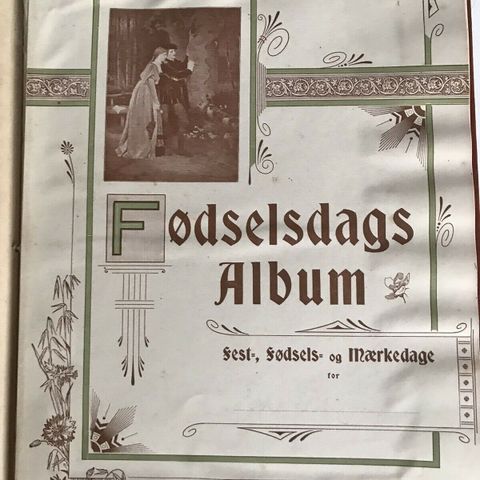 Fødselsdags
Album
Fest-, Fødsels- og Mærkedage
for